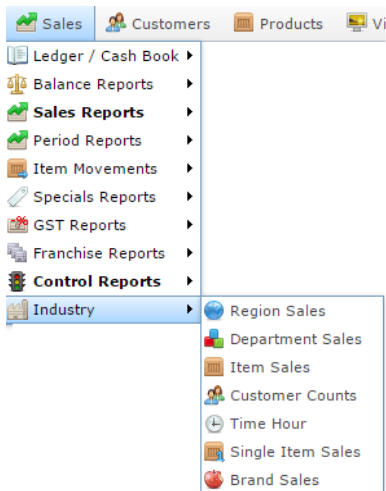 Sales Customers Products Vi
Ledger / Cash Book
Balance Reports
Sales Reports
Period Reports
Item Movements
Specials Reports
GST Reports
Franchise Reports
Control Reports
Industry
Region Sales
Department Sales
Item Sales
Customer Counts
Time Hour
Single Item Sales
Brand Sales